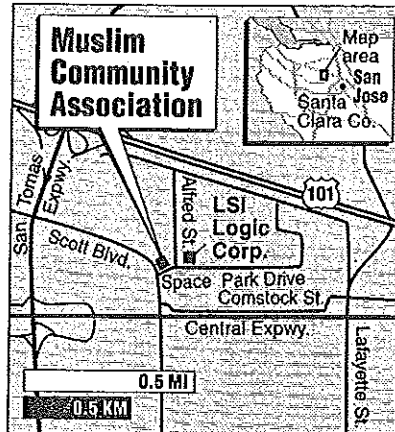 Muslim
Community
Association
Map
area
San
Jose
Santa
Clara Co.
San Tomas Expwy.
101
Alfred St.
LSI
Logic
Corp.
Scott Blvd.
Space Park Drive
Comstock St.
Central Expwy.
Lafayette St.
0.5 MI
0.5 KM